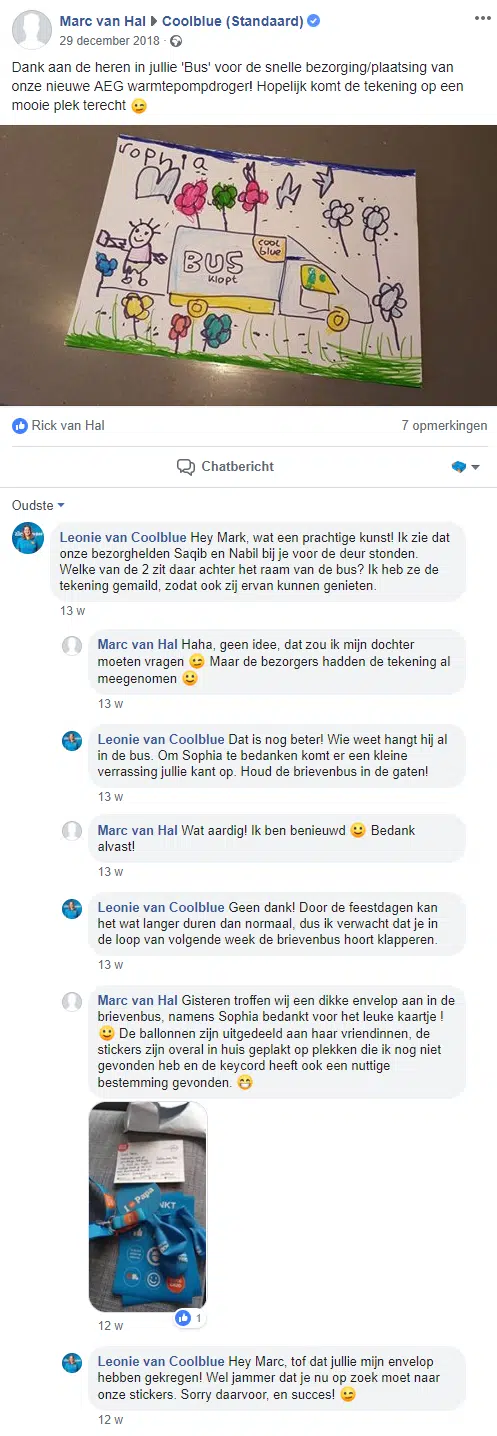 Marc van Hal ▸ Coolblue (Standaard)
29 december 2018 ·
Dank aan de heren in jullie 'Bus' voor de snelle bezorging/plaatsing van
onze nieuwe AEG warmtepompdroger! Hopelijk komt de tekening op een
mooie plek terecht 😉
sophia
cool
blue
BUS
klopt
Rick van Hal 7 opmerkingen
Chatbericht
Oudste
Leonie van Coolblue Hey Mark, wat een prachtige kunst! Ik zie dat
onze bezorghelden Saqib en Nabil bij je voor de deur stonden.
Welke van de 2 zit daar achter het raam van de bus? Ik heb ze de
tekening gemaild, zodat ook zij ervan kunnen genieten.
13 w
Marc van Hal Haha, geen idee, dat zou ik mijn dochter
moeten vragen 😉 Maar de bezorgers hadden de tekening al
meegenomen 🙂
13 w
Leonie van Coolblue Dat is nog beter! Wie weet hangt hij al
in de bus. Om Sophia te bedanken komt er een kleine
verrassing jullie kant op. Houd de brievenbus in de gaten!
13 w
Marc van Hal Wat aardig! Ik ben benieuwd 🙂 Bedank
alvast!
13 w
Leonie van Coolblue Geen dank! Door de feestdagen kan
het wat langer duren dan normaal, dus ik verwacht dat je in
de loop van volgende week de brievenbus hoort klapperen.
13 w
Marc van Hal Gisteren troffen wij een dikke envelop aan in de
brievenbus, namens Sophia bedankt voor het leuke kaartje !
🙂 De ballonnen zijn uitgedeeld aan haar vriendinnen, de
stickers zijn overal in huis geplakt op plekken die ik nog niet
gevonden heb en de keycord heeft ook een nuttige
bestemming gevonden. 😁
Papa
1
12 w
Leonie van Coolblue Hey Marc, tof dat jullie mijn envelop
hebben gekregen! Wel jammer dat je nu op zoek moet naar
onze stickers. Sorry daarvoor, en succes! 😉
12 w